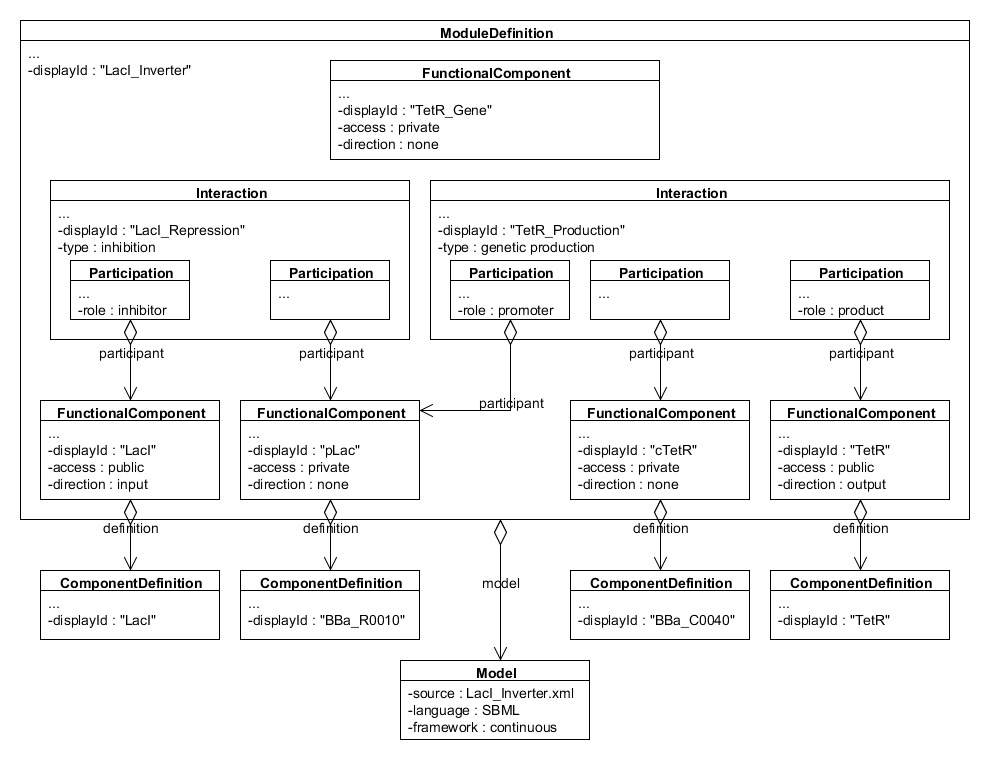 ModuleDefinition
...
-displayId : "LacI_Inverter"
FunctionalComponent
...
-displayId : "TetR_Gene"
-access : private
-direction : none
Interaction
...
-displayId : "LacI_Repression"
-type : inhibition
Participation
...
-role : inhibitor
Participation
...
Interaction
...
-displayId : "TetR_Production"
-type : genetic production
Participation
...
-role : promoter
Participation
...
Participation
...
-role : product
participant
participant
participant
participant
participant
FunctionalComponent
...
-displayId : "LacI"
-access : public
-direction : input
FunctionalComponent
...
-displayId : "pLac"
-access : private
-direction : none
FunctionalComponent
...
-displayId : "cTetR"
-access : private
-direction : none
FunctionalComponent
...
-displayId : "TetR"
-access : public
-direction : output
definition
definition
definition
definition
model
ComponentDefinition
...
-displayId : "LacI"
ComponentDefinition
...
-displayId : "BBa_R0010"
ComponentDefinition
...
-displayId : "BBa_C0040"
ComponentDefinition
...
-displayId : "TetR"
Model
-source : LacI_Inverter.xml
-language : SBML
-framework : continuous